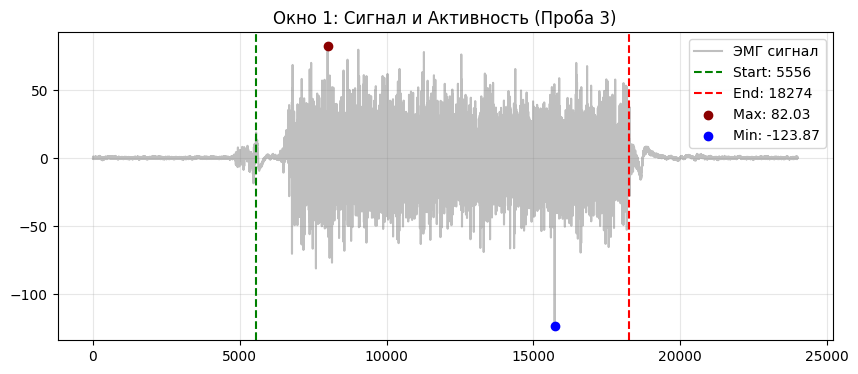 Окно 1: Сигнал и Активность (Проба 3)
ЭМГ сигнал
Start: 5556
End: 18274
Max: 82.03
Min: -123.87
50
0
−50
−100
0
5000
10000
15000
20000
25000